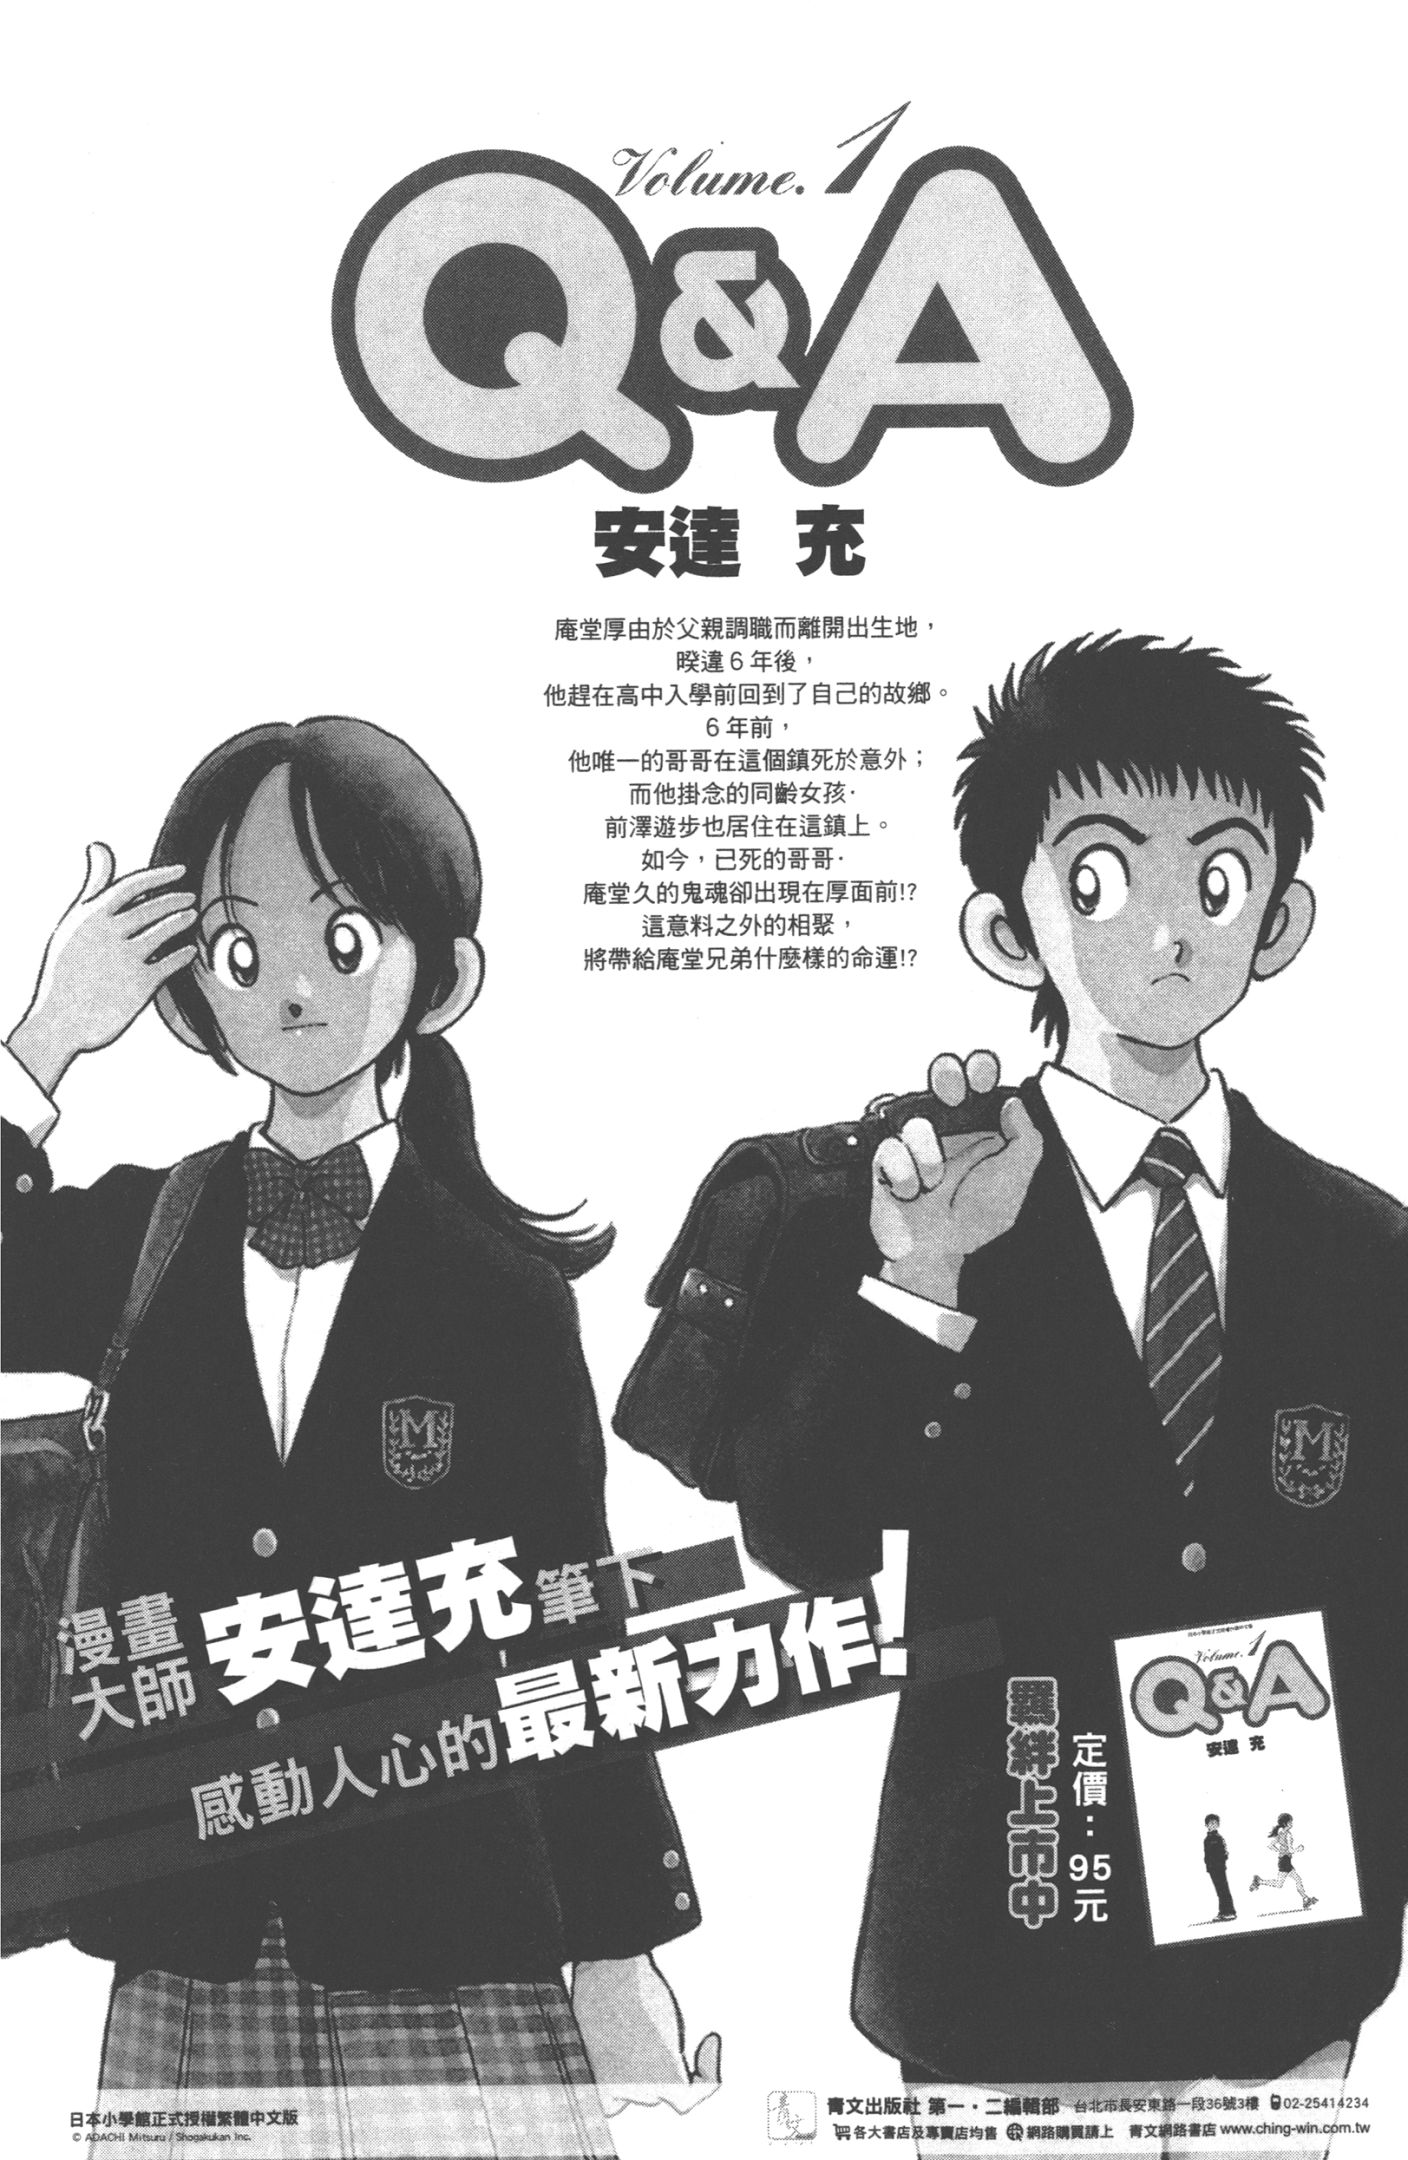 Volume.1
Q&A
安達 充
庵堂厚由於父親調職而離開出生地，
暌違6年後，
他趕在高中入學前回到了自己的故鄉。
6年前，
他唯一的哥哥在這個鎮死於意外；
而他掛念的同齡女孩·
前澤遊步也居住在這鎮上。
如今，已死的哥哥·
庵堂久的鬼魂卻出現在厚面前!?
這意料之外的相聚，
將帶給庵堂兄弟什麼樣的命運!?
M
M
漫畫大師安達充筆下
感動人心的最新力作!
羈絆上市中
定價：95元
Volume.1
Q&A
安達 充
日本小學館正式授權繁體中文版
© ADACHI Mitsuru / Shogakukan Inc.
青文
青文出版社 第一·二編輯部 台北市長安東路一段36號3樓 02-25414234
各大書店及專賣店均售 網路購買請上 青文網路書店 www.ching-win.com.tw